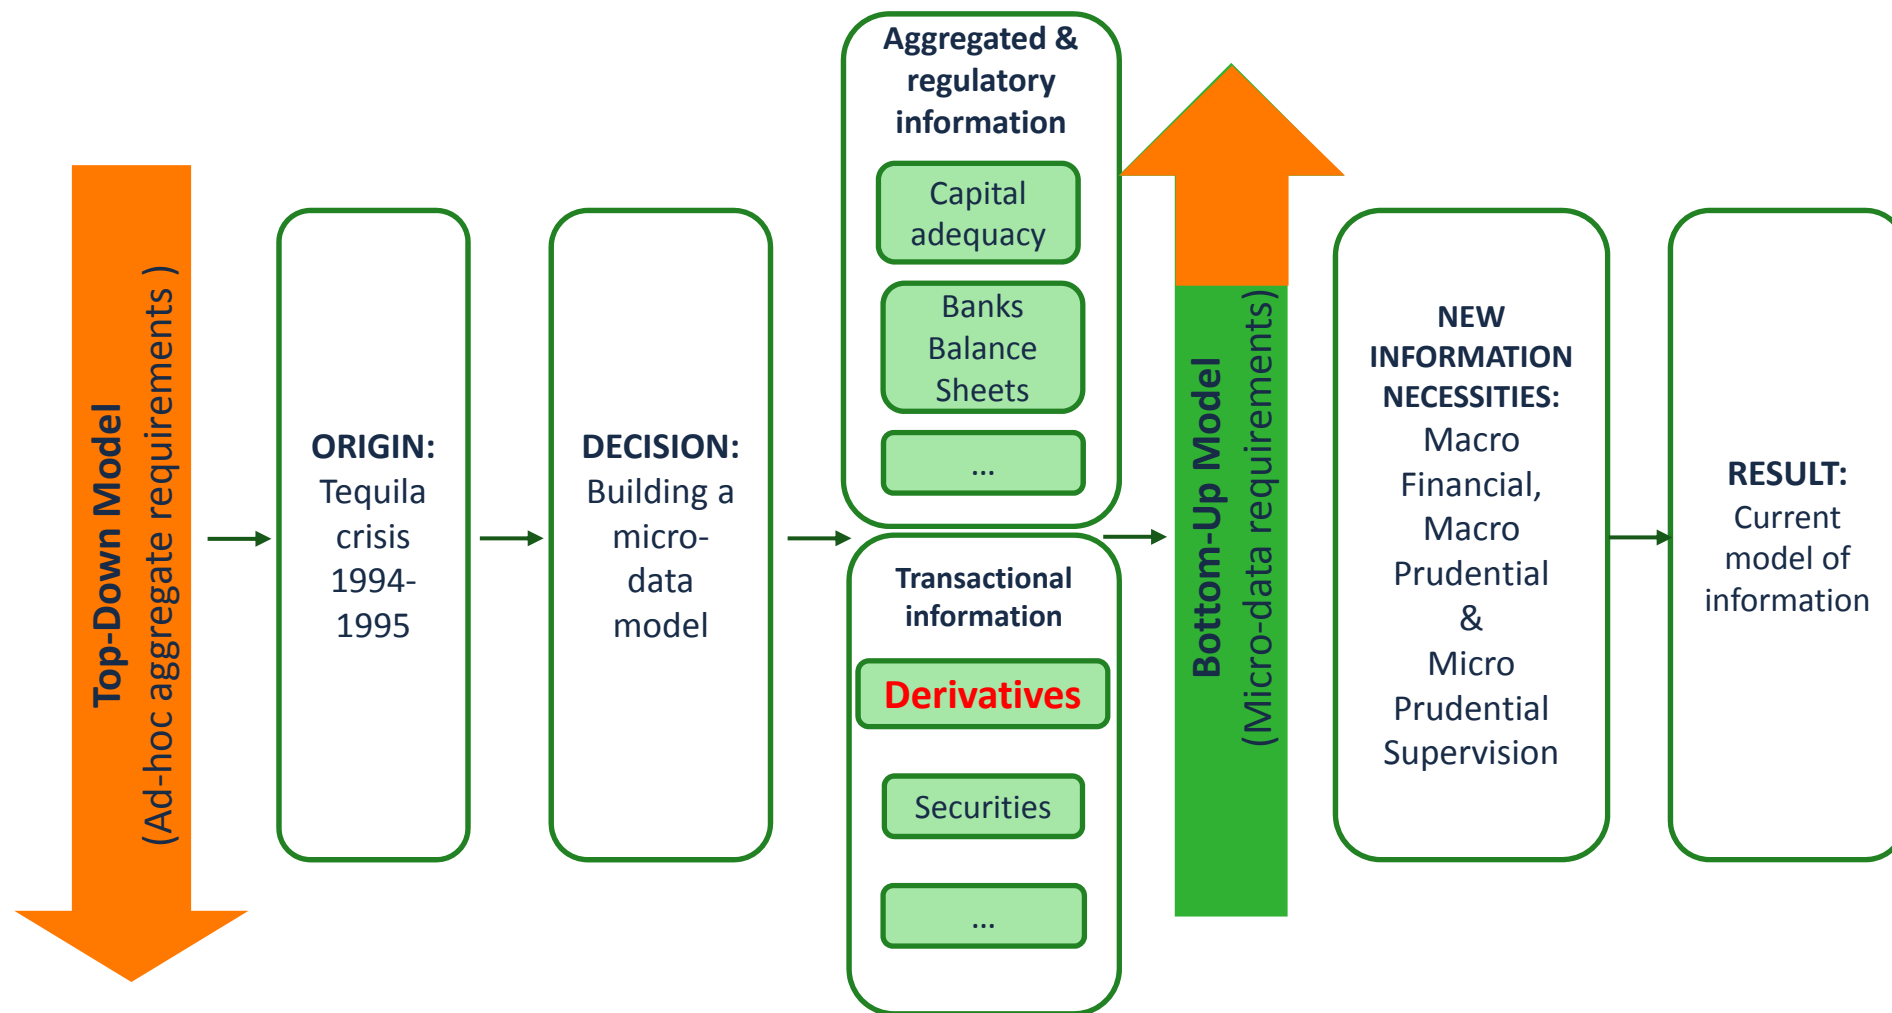 Top-Down Model
(Ad-hoc aggregate requirements )
ORIGIN:
Tequila
crisis
1994-
1995
DECISION:
Building a
micro-
data
model
Aggregated &
regulatory
information
Capital
adequacy
Banks
Balance
Sheets
...
Transactional
information
Derivatives
Securities
...
Bottom-Up Model
(Micro-data requirements)
NEW
INFORMATION
NECESSITIES:
Macro
Financial,
Macro
Prudential
&
Micro
Prudential
Supervision
RESULT:
Current
model of
information